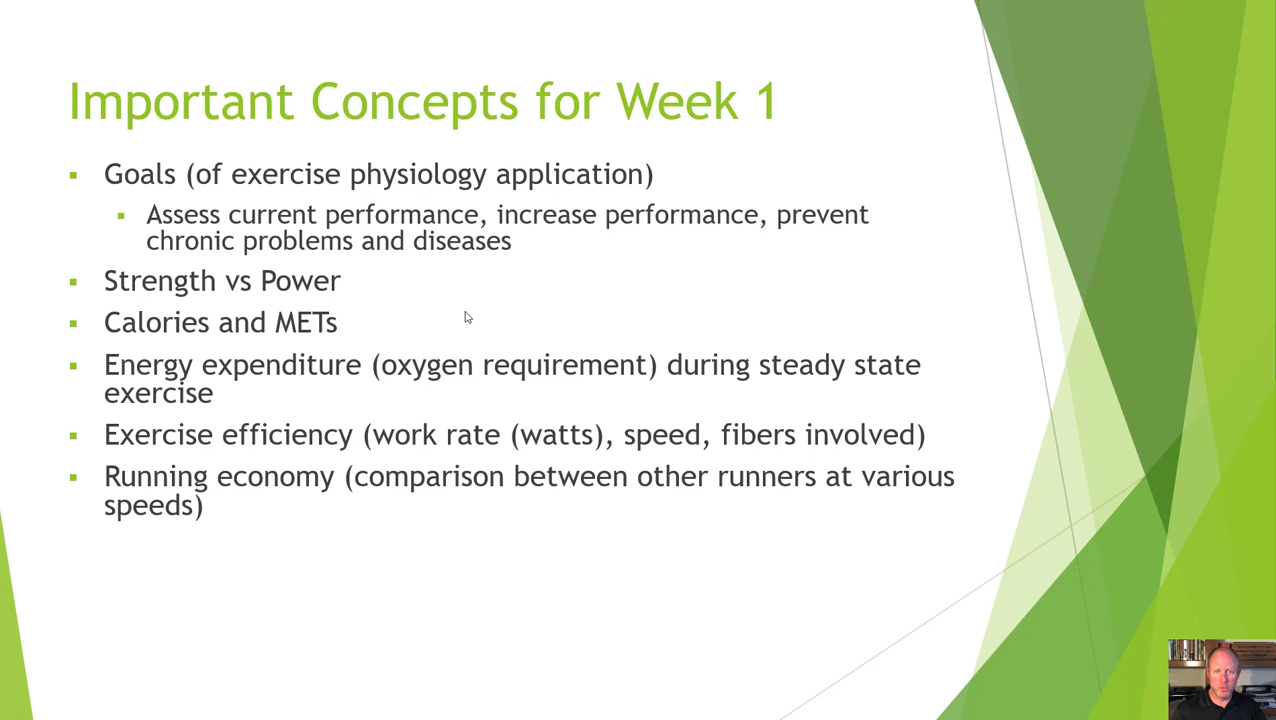 Important Concepts for Week 1
Goals (of exercise physiology application)
Assess current performance, increase performance, prevent
chronic problems and diseases
Strength vs Power
Calories and METs
Energy expenditure (oxygen requirement) during steady state
exercise
Exercise efficiency (work rate (watts), speed, fibers involved)
Running economy (comparison between other runners at various
speeds)